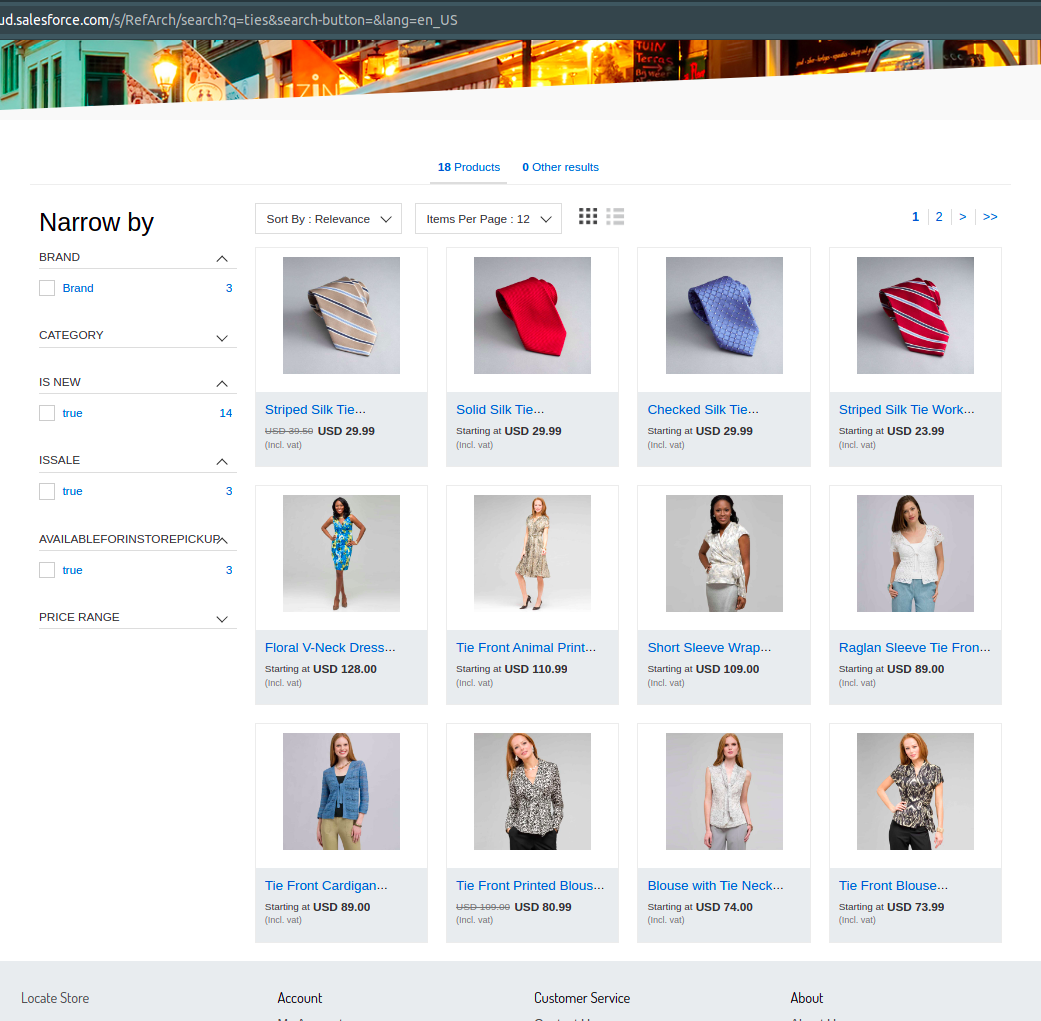 ud.salesforce.com/s/RefArch/search?q=ties&search-button=&lang=en_US
TUIN
Terras
ZIN
18 Products 0 Other results
Narrow by
Sort By : Relevance Items Per Page : 12 1 2 > >>
BRAND
Brand 3
CATEGORY
IS NEW
true 14
ISSALE
true 3
AVAILABLEFORINSTOREPICKUP
true 3
PRICE RANGE
Striped Silk Tie... Solid Silk Tie... Checked Silk Tie... Striped Silk Tie Work...
USD 39.50 USD 29.99 Starting at USD 29.99 Starting at USD 29.99 Starting at USD 23.99
(Incl. vat) (Incl. vat) (Incl. vat) (Incl. vat)
Floral V-Neck Dress... Tie Front Animal Print... Short Sleeve Wrap... Raglan Sleeve Tie Fron...
Starting at USD 128.00 Starting at USD 110.99 Starting at USD 109.00 Starting at USD 89.00
(Incl. vat) (Incl. vat) (Incl. vat) (Incl. vat)
Tie Front Cardigan... Tie Front Printed Blous... Blouse with Tie Neck... Tie Front Blouse...
Starting at USD 89.00 USD 109.00 USD 80.99 Starting at USD 74.00 Starting at USD 73.99
(Incl. vat) (Incl. vat) (Incl. vat) (Incl. vat)
Locate Store Account Customer Service About